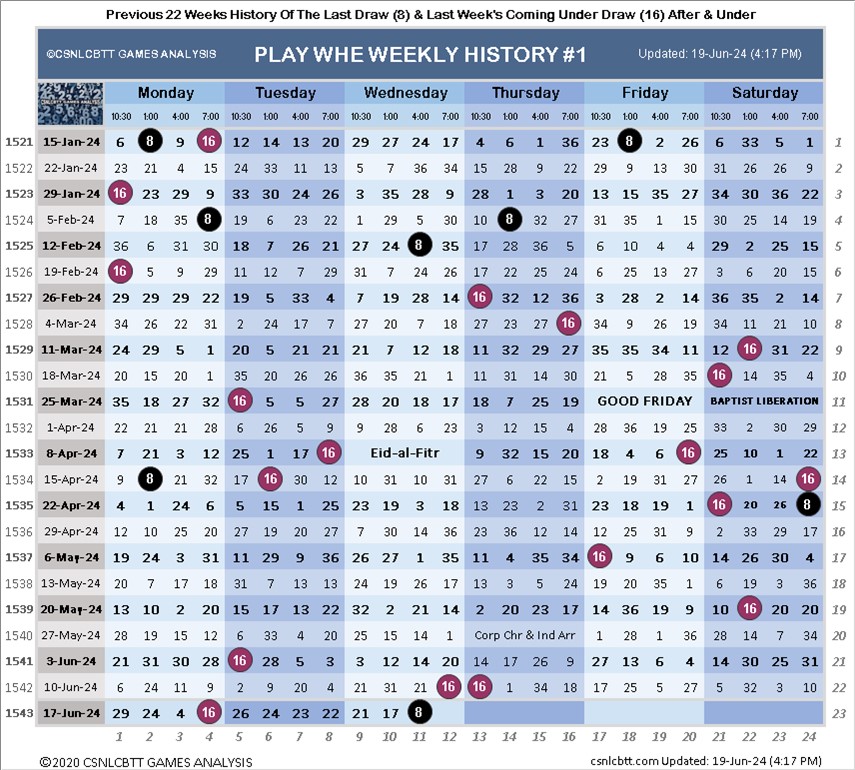 Previous 22 Weeks History Of The Last Draw (8) & Last Week's Coming Under Draw (16) After & Under
©CSNLCBTT GAMES ANALYSIS PLAY WHE WEEKLY HISTORY #1 Updated: 19-Jun-24 (4:17 PM)
CSNLCBTT GAMES ANALYSIS
Monday Tuesday Wednesday Thursday Friday Saturday
10:30 1:00 4:00 7:00 10:30 1:00 4:00 7:00 10:30 1:00 4:00 7:00 10:30 1:00 4:00 7:00 10:30 1:00 4:00 7:00 10:30 1:00 4:00 7:00
1521 15-Jan-24 6 8 9 16 12 14 13 20 29 27 24 17 4 6 1 36 23 8 2 26 6 33 5 1 1
1522 22-Jan-24 23 21 4 15 24 33 11 13 5 7 36 34 15 28 9 22 29 9 13 30 31 26 26 9 2
1523 29-Jan-24 16 23 29 9 33 30 24 26 3 35 28 9 28 1 3 20 13 15 35 27 34 30 36 22 3
1524 5-Feb-24 7 18 35 8 19 6 23 22 1 29 5 30 10 8 32 27 31 35 1 15 30 25 14 19 4
1525 12-Feb-24 36 6 31 30 18 7 26 21 27 24 8 35 17 28 36 5 6 10 4 4 29 2 25 15 5
1526 19-Feb-24 16 5 9 29 11 12 7 29 31 7 24 26 17 22 25 24 6 25 13 27 3 6 20 15 6
1527 26-Feb-24 29 29 29 22 19 5 33 4 7 19 28 14 16 32 12 36 3 28 2 14 36 35 2 14 7
1528 4-Mar-24 34 26 22 31 2 24 17 7 27 20 7 18 27 23 27 16 34 9 26 19 34 11 21 10 8
1529 11-Mar-24 24 29 5 1 20 5 21 21 21 7 12 18 11 32 29 27 35 35 34 11 12 16 31 22 9
1530 18-Mar-24 20 15 20 1 35 20 26 26 36 35 21 1 11 31 14 30 21 5 28 35 16 14 35 4 10
1531 25-Mar-24 35 18 27 32 16 5 5 27 28 20 18 17 18 7 25 19 GOOD FRIDAY BAPTIST LIBERATION 11
1532 1-Apr-24 22 21 21 28 6 26 5 9 9 28 6 23 3 12 15 4 28 36 19 25 33 2 30 29 12
1533 8-Apr-24 7 21 3 12 25 1 17 16 Eid-al-Fitr 9 32 15 20 18 4 6 16 25 10 1 22 13
1534 15-Apr-24 9 8 21 32 17 16 30 12 10 31 10 31 27 6 22 15 2 19 31 27 26 1 14 16 14
1535 22-Apr-24 4 1 24 6 5 15 1 25 23 19 3 18 13 23 2 31 23 18 19 1 16 20 26 8 15
1536 29-Apr-24 12 10 25 20 27 19 20 27 7 30 14 36 23 36 12 14 12 25 31 9 2 33 29 17 16
1537 6-May-24 19 24 3 31 11 29 9 36 26 27 1 35 11 4 35 34 16 9 6 10 14 26 30 4 17
1538 13-May-24 20 7 17 18 31 7 13 13 24 19 26 17 13 3 5 24 19 20 35 1 6 19 3 36 18
1539 20-May-24 13 10 2 20 15 17 13 22 32 2 21 14 2 20 23 17 14 36 19 9 10 16 20 20 19
1540 27-May-24 28 19 15 12 6 33 4 20 25 15 14 1 Corp Chr & Ind Arr 1 28 1 36 28 14 7 34 20
1541 3-Jun-24 21 31 30 28 16 28 5 3 3 12 14 20 14 17 26 9 27 13 6 4 14 30 25 31 21
1542 10-Jun-24 6 24 11 9 2 9 20 4 21 31 21 16 16 1 34 18 17 25 5 27 5 32 3 10 22
1543 17-Jun-24 29 24 4 16 26 24 23 22 21 17 8 23
1 2 3 4 5 6 7 8 9 10 11 12 13 14 15 16 17 18 19 20 21 22 23 24
©2020 CSNLCBTT GAMES ANALYSIS csnlcbtt.com Updated: 19-Jun-24 (4:17 PM)